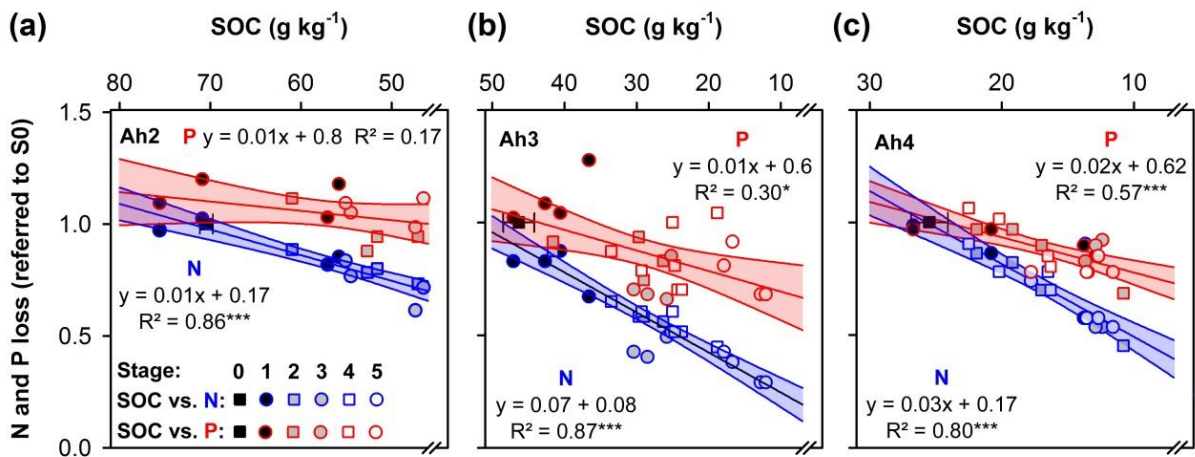 (a) SOC (g kg⁻¹) (b) SOC (g kg⁻¹) (c) SOC (g kg⁻¹)
80 70 60 50 50 40 30 20 10 30 20 10
N and P loss (referred to S0)
1.5
1.0
0.5
0.0
Ah2 P y = 0.01x + 0.8 R² = 0.17
N
y = 0.01x + 0.17
R² = 0.86***
Stage: 0 1 2 3 4 5
SOC vs. N:
SOC vs. P:
Ah3 P
y = 0.01x + 0.6
R² = 0.30*
N
y = 0.07 + 0.08
R² = 0.87***
Ah4 P
y = 0.02x + 0.62
R² = 0.57***
N
y = 0.03x + 0.17
R² = 0.80***